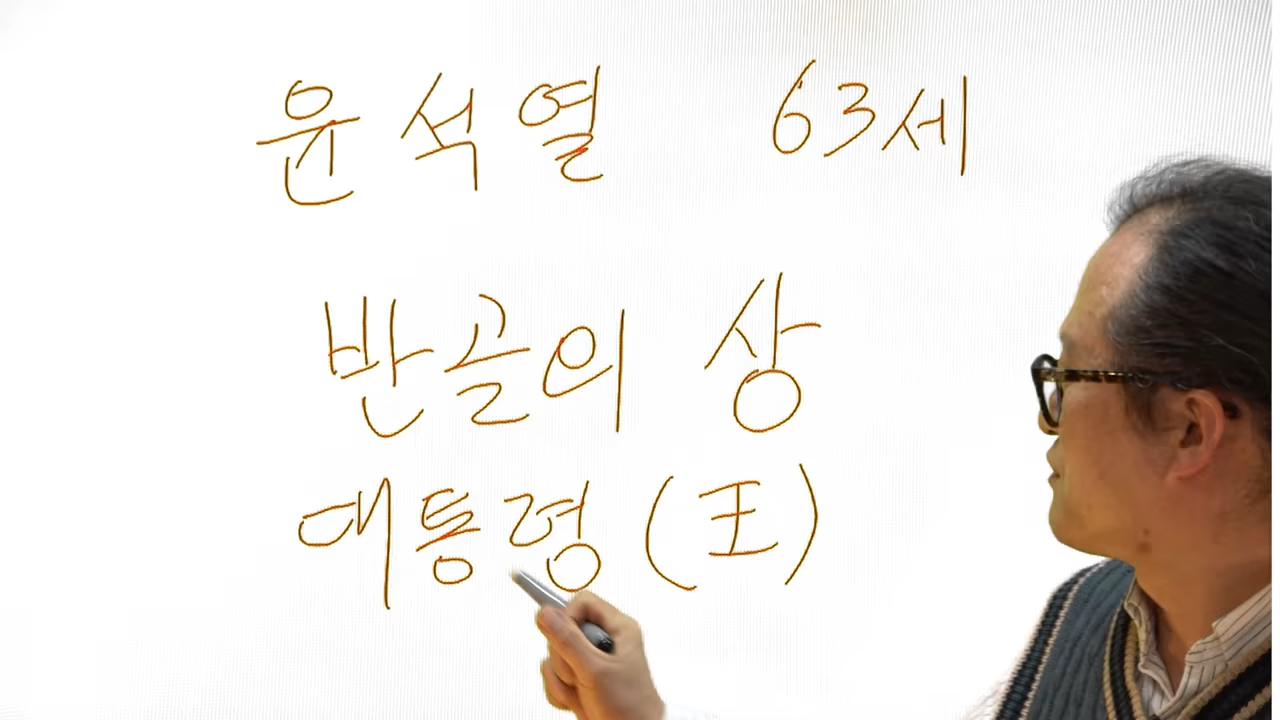 윤석열 63세
반골의 상
대통령 (王)